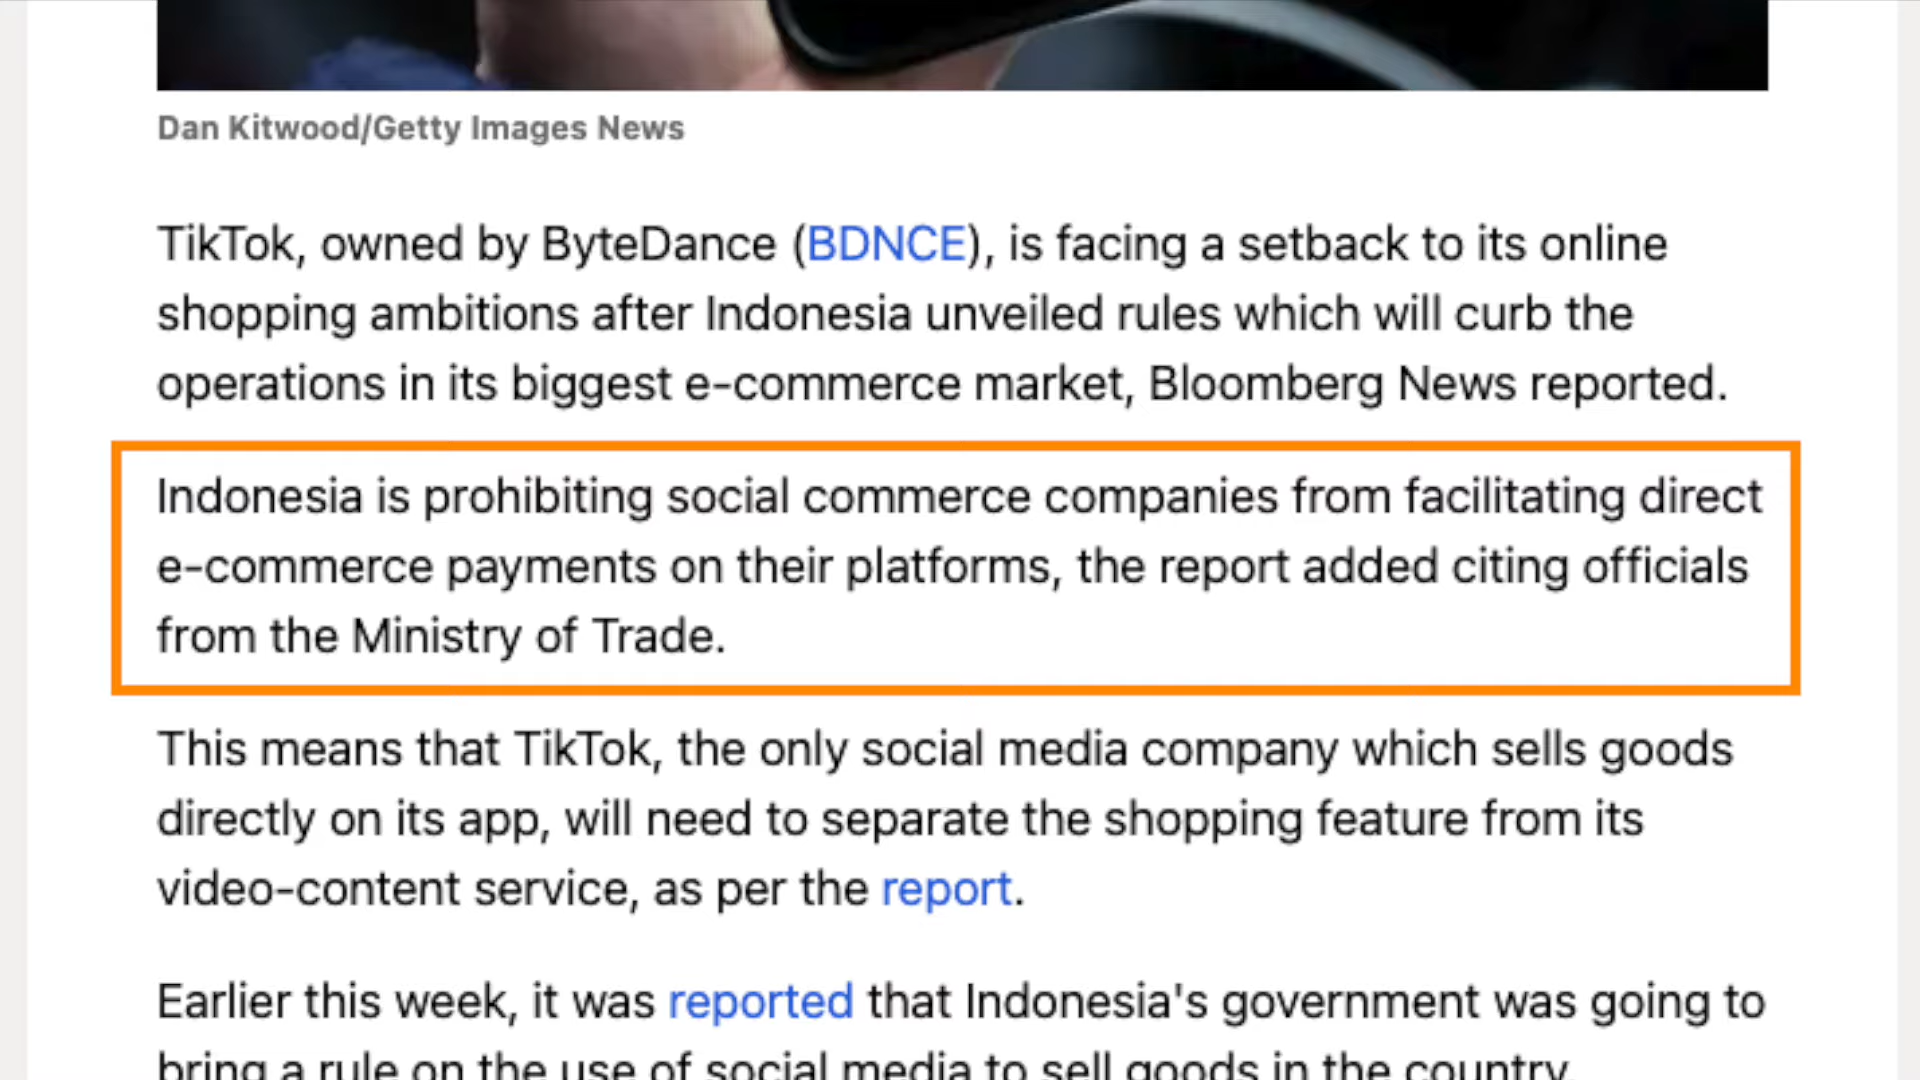 Dan Kitwood/Getty Images News
TikTok, owned by ByteDance (BDNCE), is facing a setback to its online
shopping ambitions after Indonesia unveiled rules which will curb the
operations in its biggest e-commerce market, Bloomberg News reported.
Indonesia is prohibiting social commerce companies from facilitating direct
e-commerce payments on their platforms, the report added citing officials
from the Ministry of Trade.
This means that TikTok, the only social media company which sells goods
directly on its app, will need to separate the shopping feature from its
video-content service, as per the report.
Earlier this week, it was reported that Indonesia's government was going to
bring a rule on the use of social media to sell goods in the country.